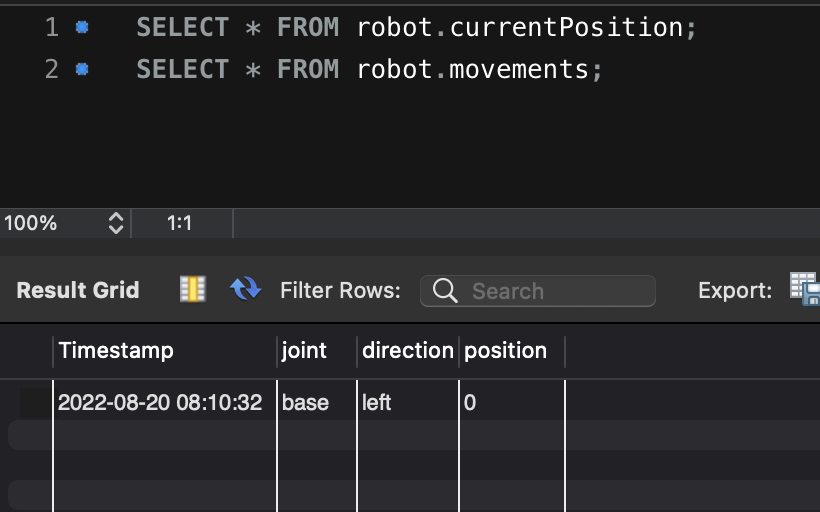 1 SELECT * FROM robot.currentPosition;
2 SELECT * FROM robot.movements;
100% 1:1
Result Grid Filter Rows: Search Export:
Timestamp joint direction position
2022-08-20 08:10:32 base left 0